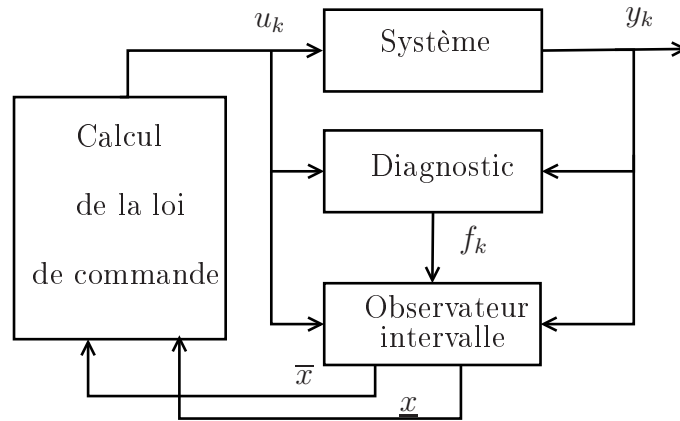 u_k
y_k
Système
Calcul
de la loi
de commande
Diagnostic
f_k
Observateur
intervalle
x̅
x̲